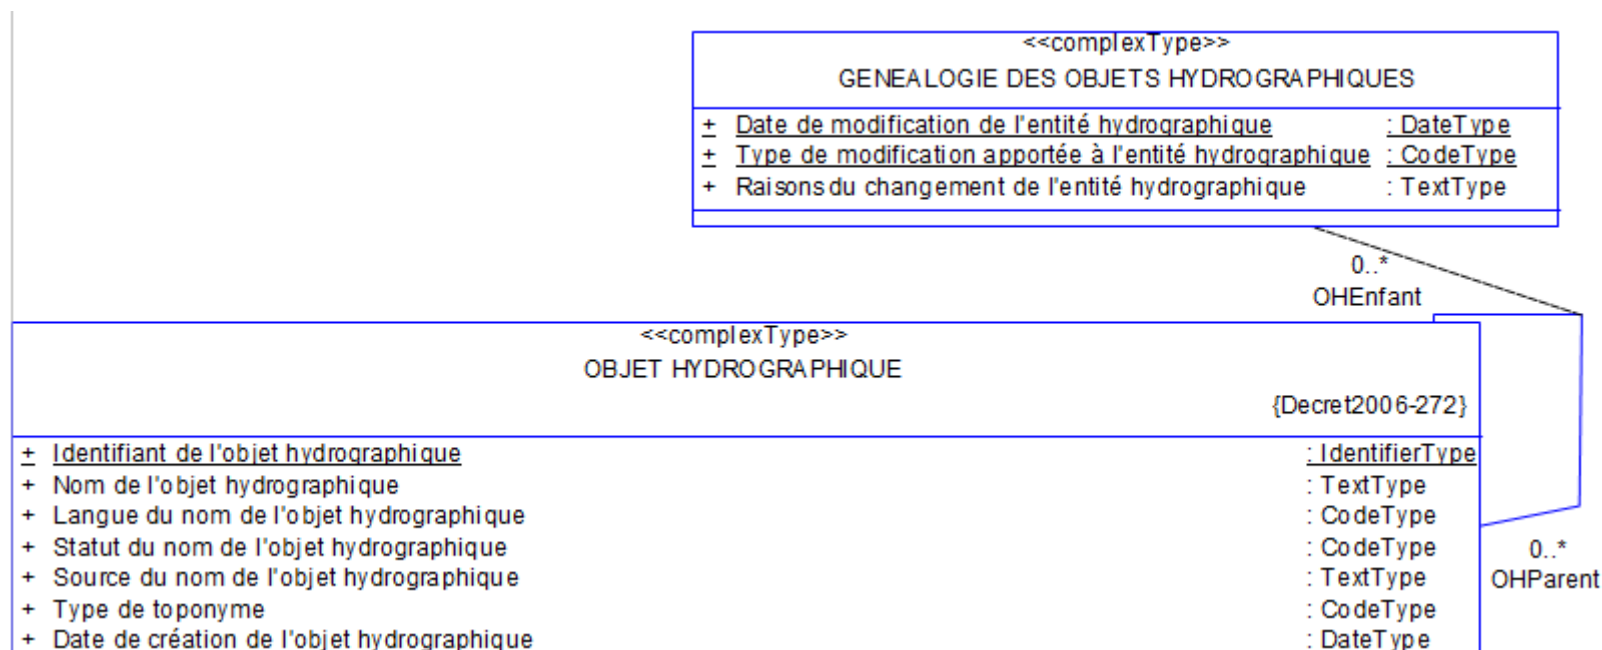 <<complexType>>
GENEALOGIE DES OBJETS HYDROGRAPHIQUES
+ Date de modification de l'entité hydrographique : DateType
+ Type de modification apportée à l'entité hydrographique : CodeType
+ Raisons du changement de l'entité hydrographique : TextType
0..*
OHEnfant
<<complexType>>
OBJET HYDROGRAPHIQUE
{Decret2006-272}
+ Identifiant de l'objet hydrographique : IdentifierType
+ Nom de l'objet hydrographique : TextType
+ Langue du nom de l'objet hydrographique : CodeType
+ Statut du nom de l'objet hydrographique : CodeType
+ Source du nom de l'objet hydrographique : TextType
+ Type de toponyme : CodeType
+ Date de création de l'objet hydrographique : DateType
0..*
OHParent